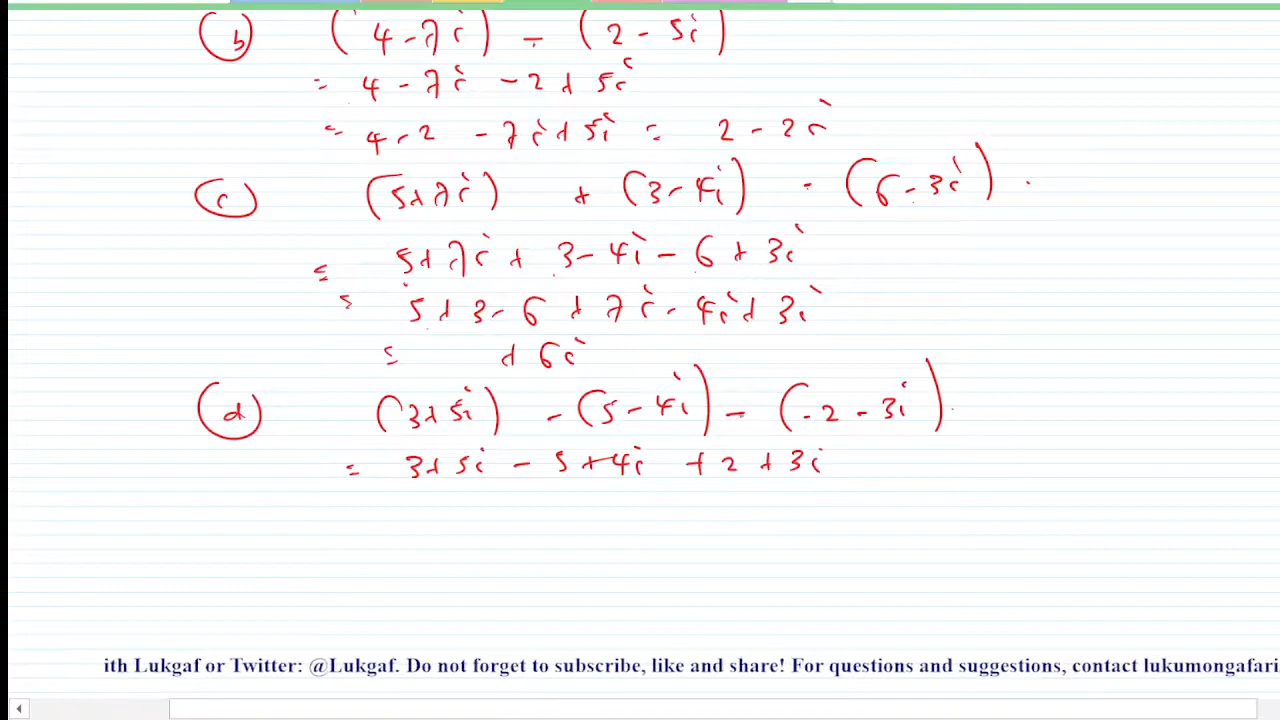 (b) (4 - 7i) - (2 - 5i)
= 4 - 7i - 2 + 5i
= 4 - 2 - 7i + 5i = 2 - 2i
(c) (5 + 7i) + (3 - 4i) - (6 - 3i).
= 5 + 7i + 3 - 4i - 6 + 3i
= 5 + 3 - 6 + 7i - 4i + 3i
= + 6i
(d) (3 + 5i) - (5 - 4i) - (-2 - 3i).
= 3 + 5i - 5 + 4i + 2 + 3i
ith Lukgaf or Twitter: @Lukgaf. Do not forget to subscribe, like and share! For questions and suggestions, contact lukumongafari